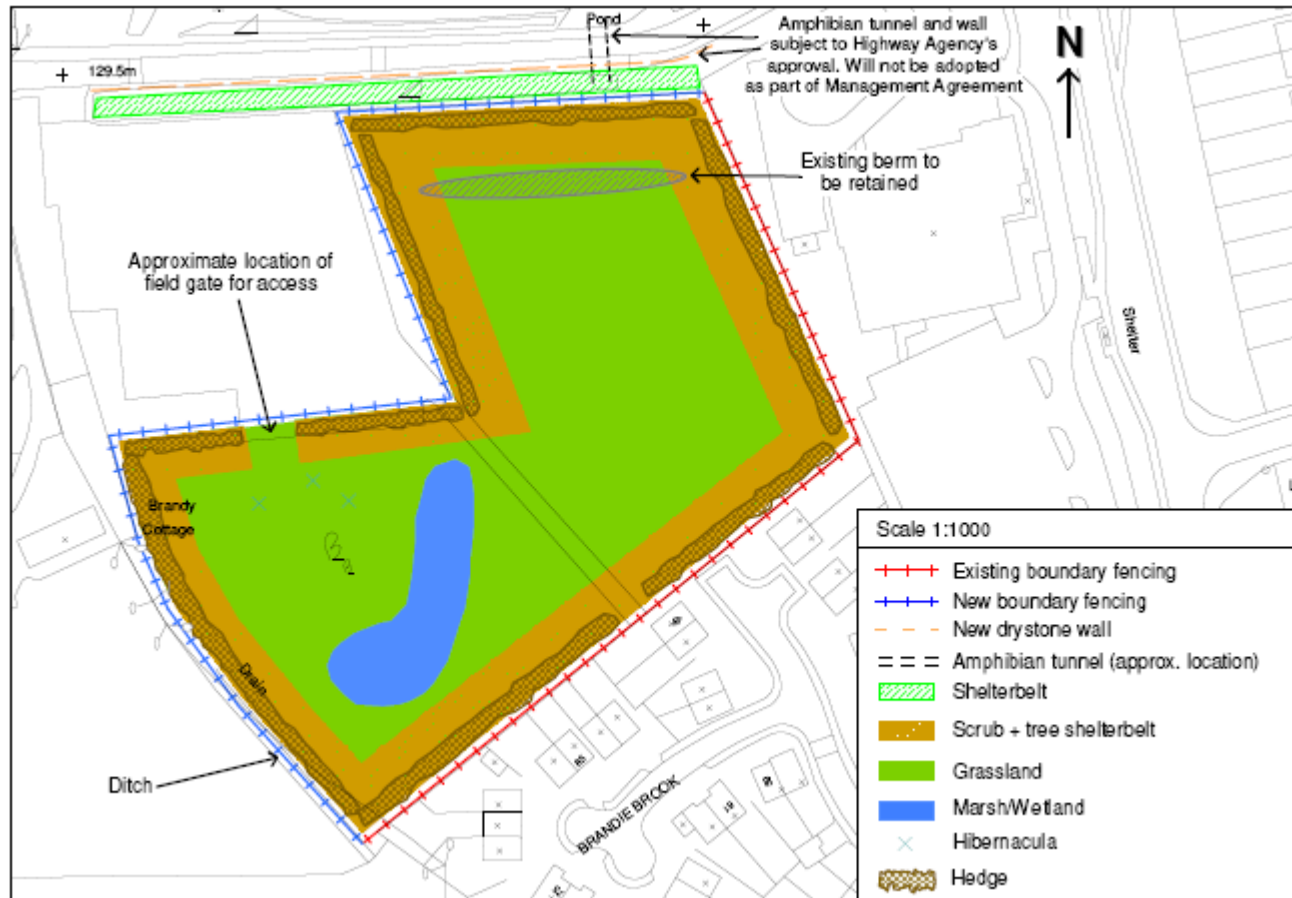 Pond
Amphibian tunnel and wall
subject to Highway Agency's
approval. Will not be adopted
as part of Management Agreement
N
129.5m
Existing berm to
be retained
Approximate location of
field gate for access
Shelter
Brandy
Cottage
Drain
Ditch
BRANDIE BROOK
Scale 1:1000
Existing boundary fencing
New boundary fencing
New drystone wall
Amphibian tunnel (approx. location)
Shelterbelt
Scrub + tree shelterbelt
Grassland
Marsh/Wetland
Hibernacula
Hedge